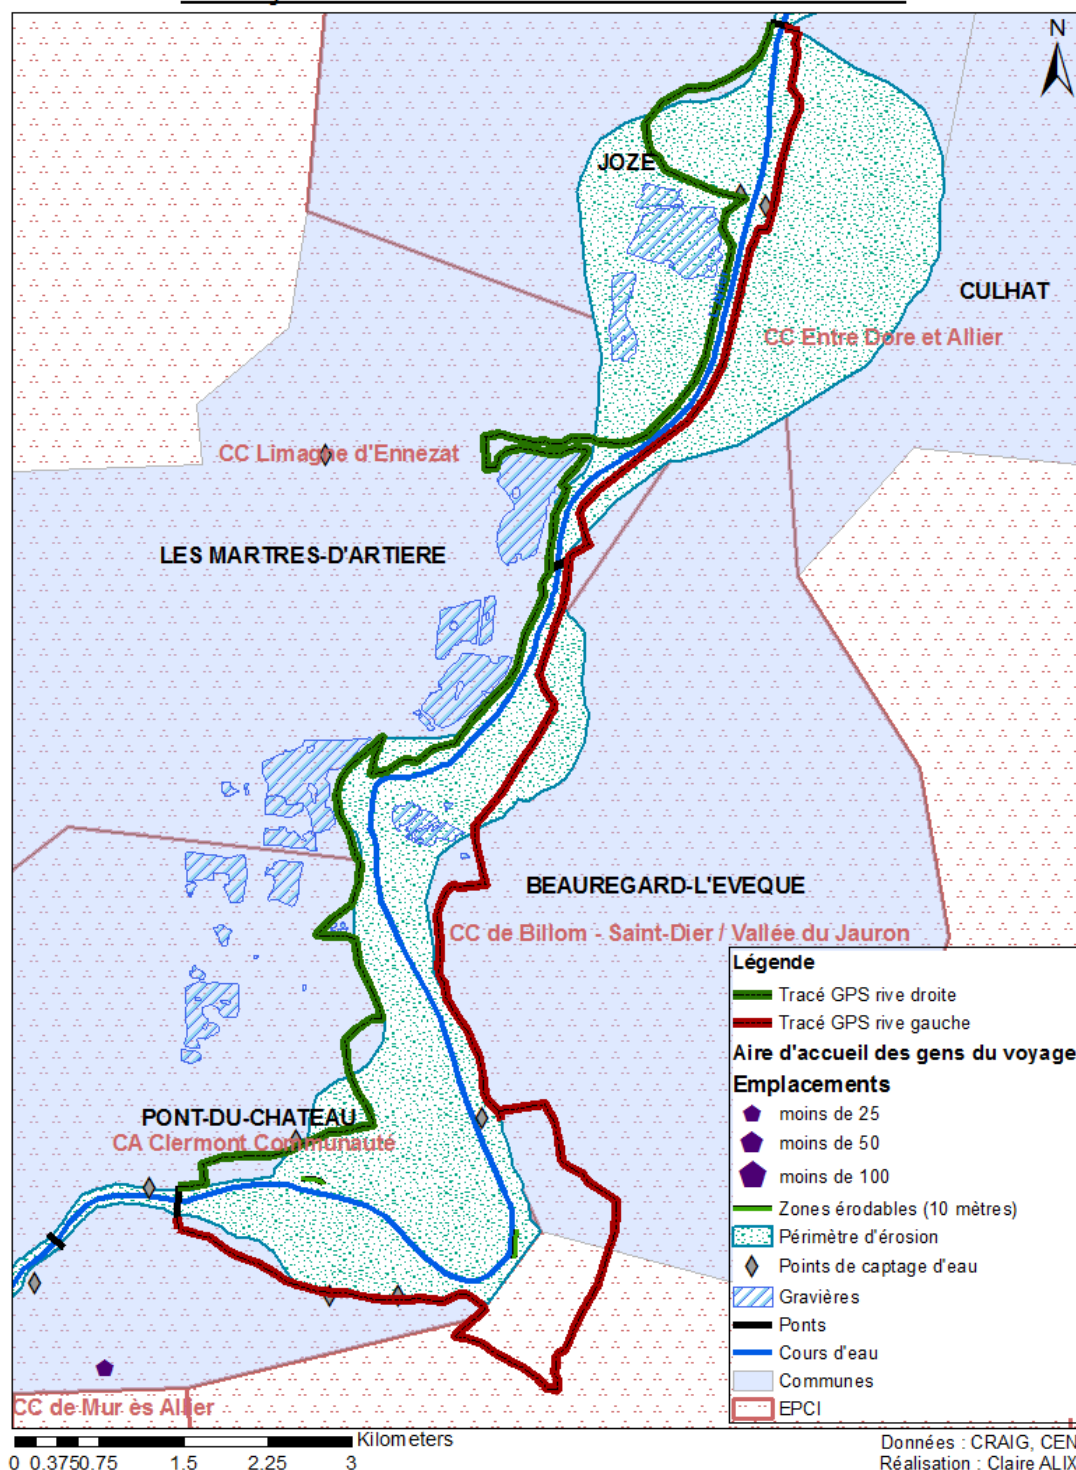 N
JOZE
CULHAT
CC Entre Dore et Allier
CC Limagne d'Ennezat
LES MARTRES-D'ARTIERE
BEAUREGARD-L'EVEQUE
CC de Billom - Saint-Dier / Vallée du Jauron
PONT-DU-CHATEAU
CA Clermont Communauté
CC de Mur ès Allier
Légende
Tracé GPS rive droite
Tracé GPS rive gauche
Aire d'accueil des gens du voyage
Emplacements
moins de 25
moins de 50
moins de 100
Zones érodables (10 mètres)
Périmètre d'érosion
Points de captage d'eau
Gravières
Ponts
Cours d'eau
Communes
EPCI
Kilometers
0 0.375 0.75 1.5 2.25 3
Données : CRAIG, CEN
Réalisation : Claire ALIX